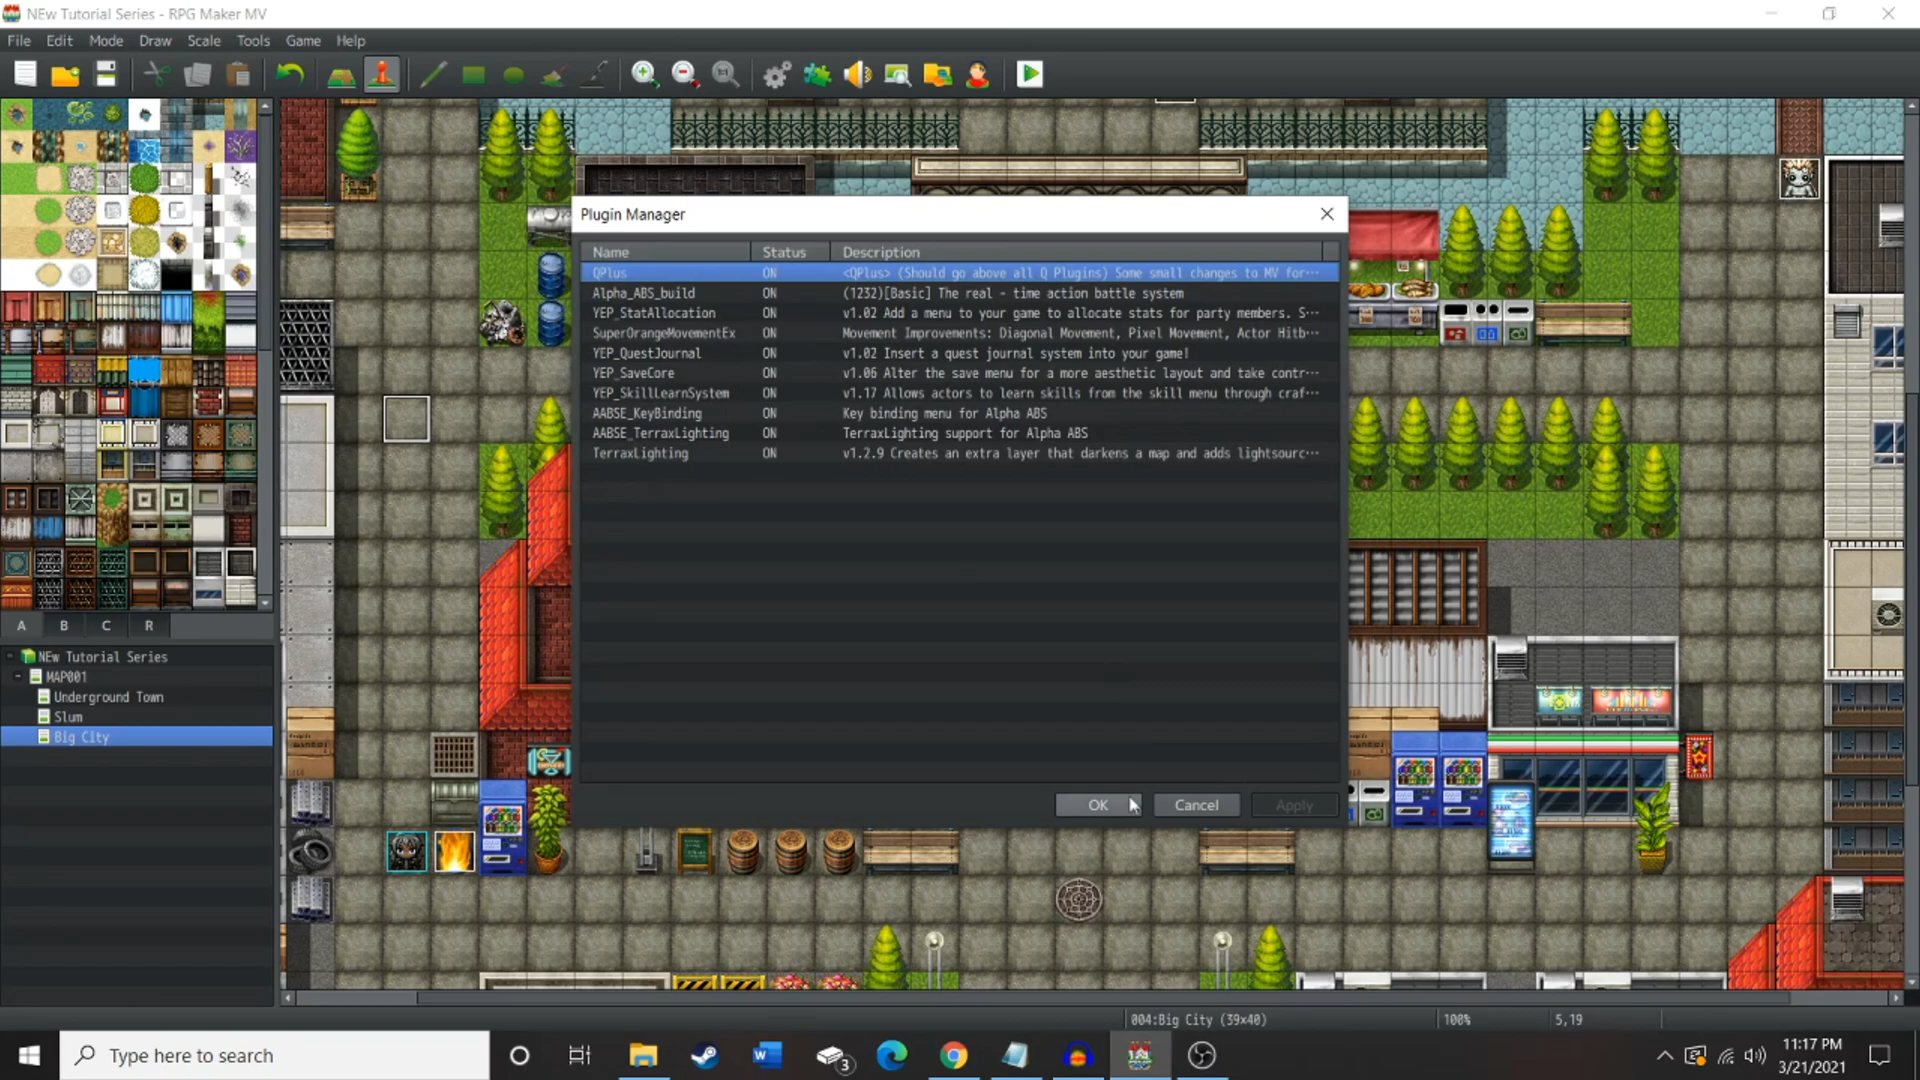 NEw Tutorial Series - RPG Maker MV
File Edit Mode Draw Scale Tools Game Help
Plugin Manager
Name Status Description
QPlus ON <QPlus> (Should go above all Q Plugins) Some small changes to MV for···
Alpha_ABS_build ON (1232)[Basic] The real - time action battle system
YEP_StatAllocation ON v1.02 Add a menu to your game to allocate stats for party members. S···
SuperOrangeMovementEx ON Movement Improvements: Diagonal Movement, Pixel Movement, Actor Hitb···
YEP_QuestJournal ON v1.02 Insert a quest journal system into your game!
YEP_SaveCore ON v1.06 Alter the save menu for a more aesthetic layout and take contr···
YEP_SkillLearnSystem ON v1.17 Allows actors to learn skills from the skill menu through craf···
AABSE_KeyBinding ON Key binding menu for Alpha ABS
AABSE_TerraxLighting ON TerraxLighting support for Alpha ABS
TerraxLighting ON v1.2.9 Creates an extra layer that darkens a map and adds lightsourc···
OK Cancel Apply
A B C R
NEw Tutorial Series
MAP001
Underground Town
Slum
Big City
004:Big City (39x40) 100% 5,19
Type here to search
3
11:17 PM
3/21/2021